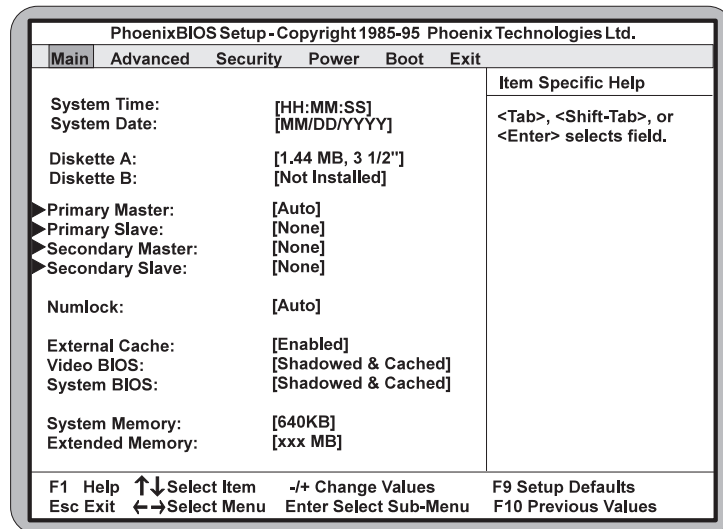 PhoenixBIOS Setup - Copyright 1985-95 Phoenix Technologies Ltd.
Main Advanced Security Power Boot Exit
Item Specific Help
<Tab>, <Shift-Tab>, or
<Enter> selects field.
System Time: [HH:MM:SS]
System Date: [MM/DD/YYYY]
Diskette A: [1.44 MB, 3 1/2"]
Diskette B: [Not Installed]
Primary Master: [Auto]
Primary Slave: [None]
Secondary Master: [None]
Secondary Slave: [None]
Numlock: [Auto]
External Cache: [Enabled]
Video BIOS: [Shadowed & Cached]
System BIOS: [Shadowed & Cached]
System Memory: [640KB]
Extended Memory: [xxx MB]
F1 Help ↑↓Select Item -/+ Change Values F9 Setup Defaults
Esc Exit ←→Select Menu Enter Select Sub-Menu F10 Previous Values